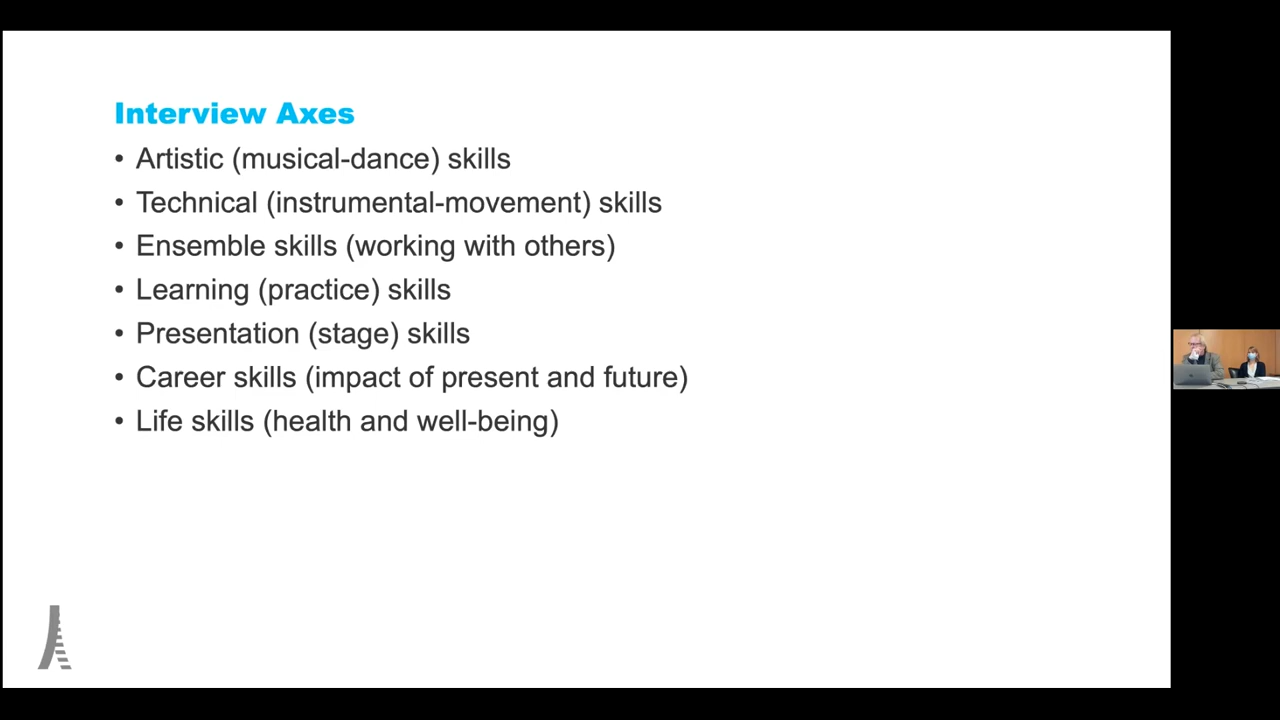 Interview Axes
• Artistic (musical-dance) skills
• Technical (instrumental-movement) skills
• Ensemble skills (working with others)
• Learning (practice) skills
• Presentation (stage) skills
• Career skills (impact of present and future)
• Life skills (health and well-being)